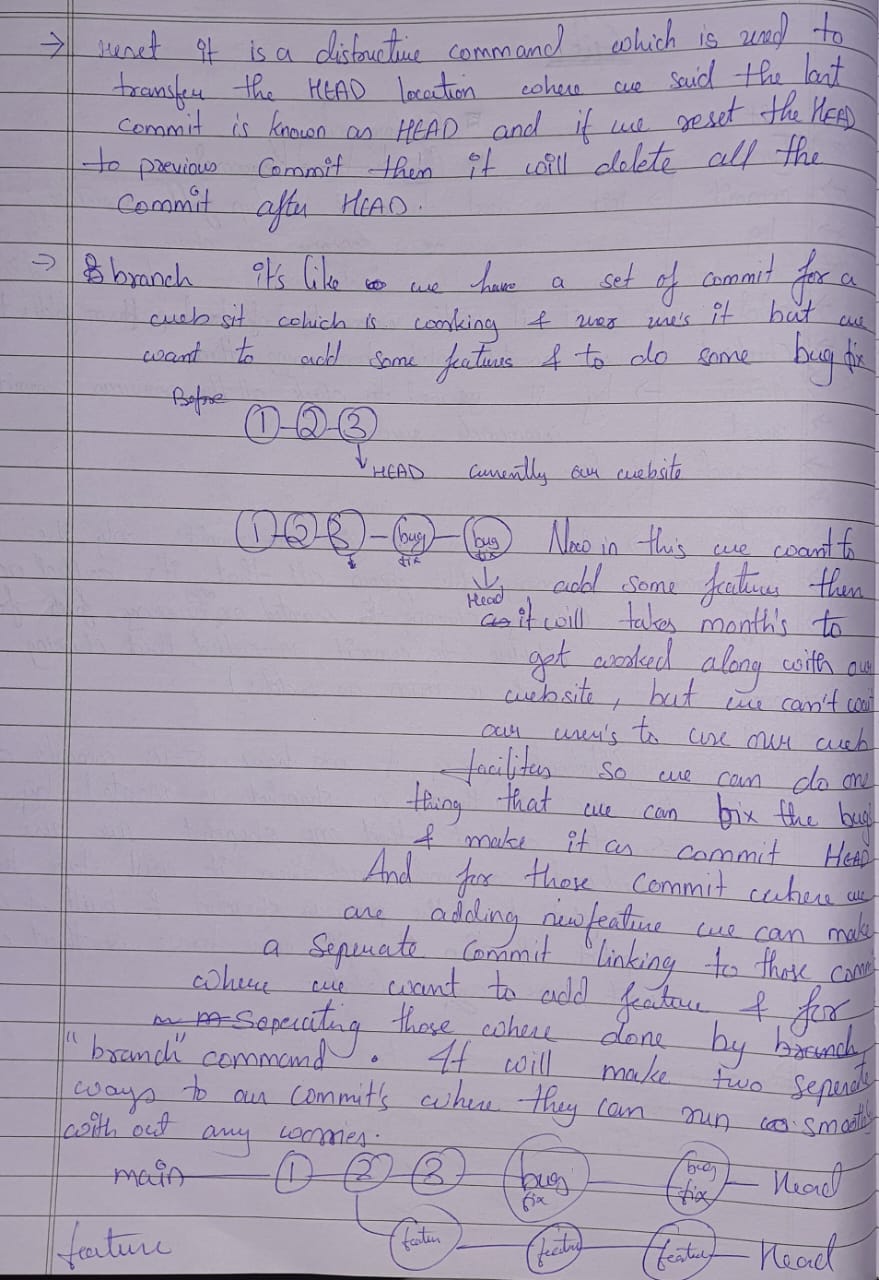 → reset it is a distructive command which is used to
transfer the HEAD location where we said the last
commit is known as HEAD and if we reset the HEAD
to previous Commit then it will delete all the
Commit after HEAD.
⇒ branch it's like we have a set of commit for a
web sit which is working & user use's it but we
want to add some features & to do some bug fix
Before
1 - 2 - 3
↓ HEAD currently our website
1 - 2 - 3 - bug fix - bug fix Now in this we want to
↓ Head add some features then
it will takes month's to
get worked along with our
website, but we can't wait
our user's to use our web
facilites so we can do one
thing that we can bix the bug
& make it as commit HEAD
And for those commit where we
are adding new feature we can make
a Seperate Commit linking to those comm
where we want to add feature & for
Seperating those where done by branch
"branch" command. It will make two seperate
ways to our commit's where they can run smooth
with out any worries.
main 1 2 3 bug fix bug fix Head
feature featur featur featur Head